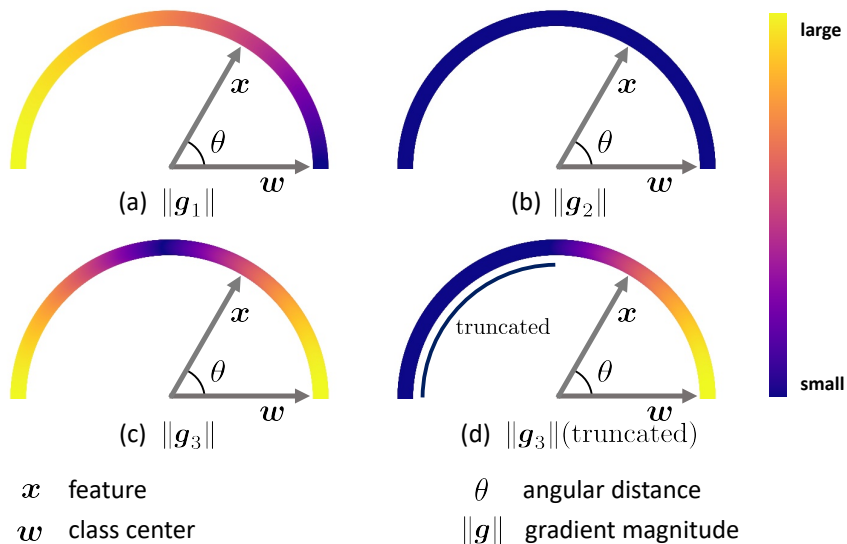 large
x
θ
w
(a) ‖g₁‖
x
θ
w
(b) ‖g₂‖
x
θ
w
(c) ‖g₃‖
truncated
x
θ
w
(d) ‖g₃‖(truncated)
small
x feature
θ angular distance
w class center
‖g‖ gradient magnitude